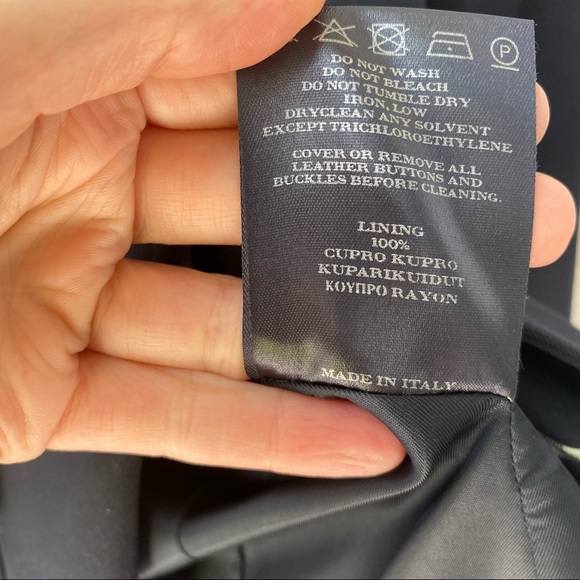 P
DO NOT WASH
DO NOT BLEACH
DO NOT TUMBLE DRY
IRON, LOW
DRYCLEAN ANY SOLVENT
EXCEPT TRICHLOROETHYLENE
COVER OR REMOVE ALL
LEATHER BUTTONS AND
BUCKLES BEFORE CLEANING.
LINING
100%
CUPRO KUPRO
KUPARIKUIDUT
ΚΟΥΠΡΟ RAYON
MADE IN ITALY